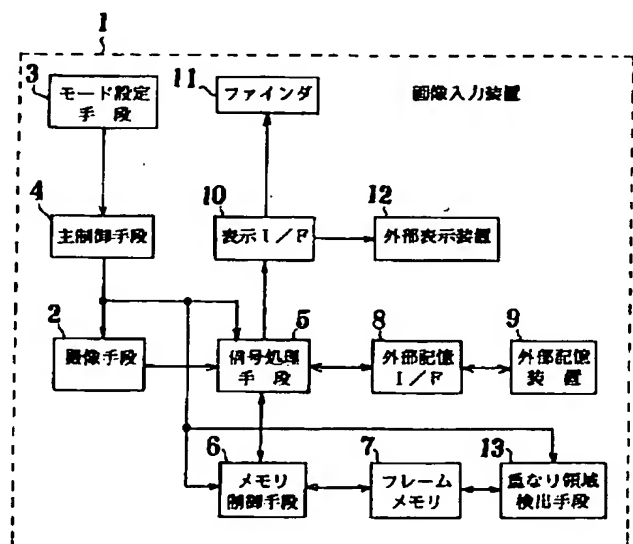 1
3
モード設定
手段
11
ファインダ
画像入力装置
4
主制御手段
10
表示I/F
12
外部表示装置
2
撮像手段
5
信号処理
手段
8
外部記憶
I/F
9
外部記憶
装置
6
メモリ
制御手段
7
フレーム
メモリ
13
重なり領域
検出手段